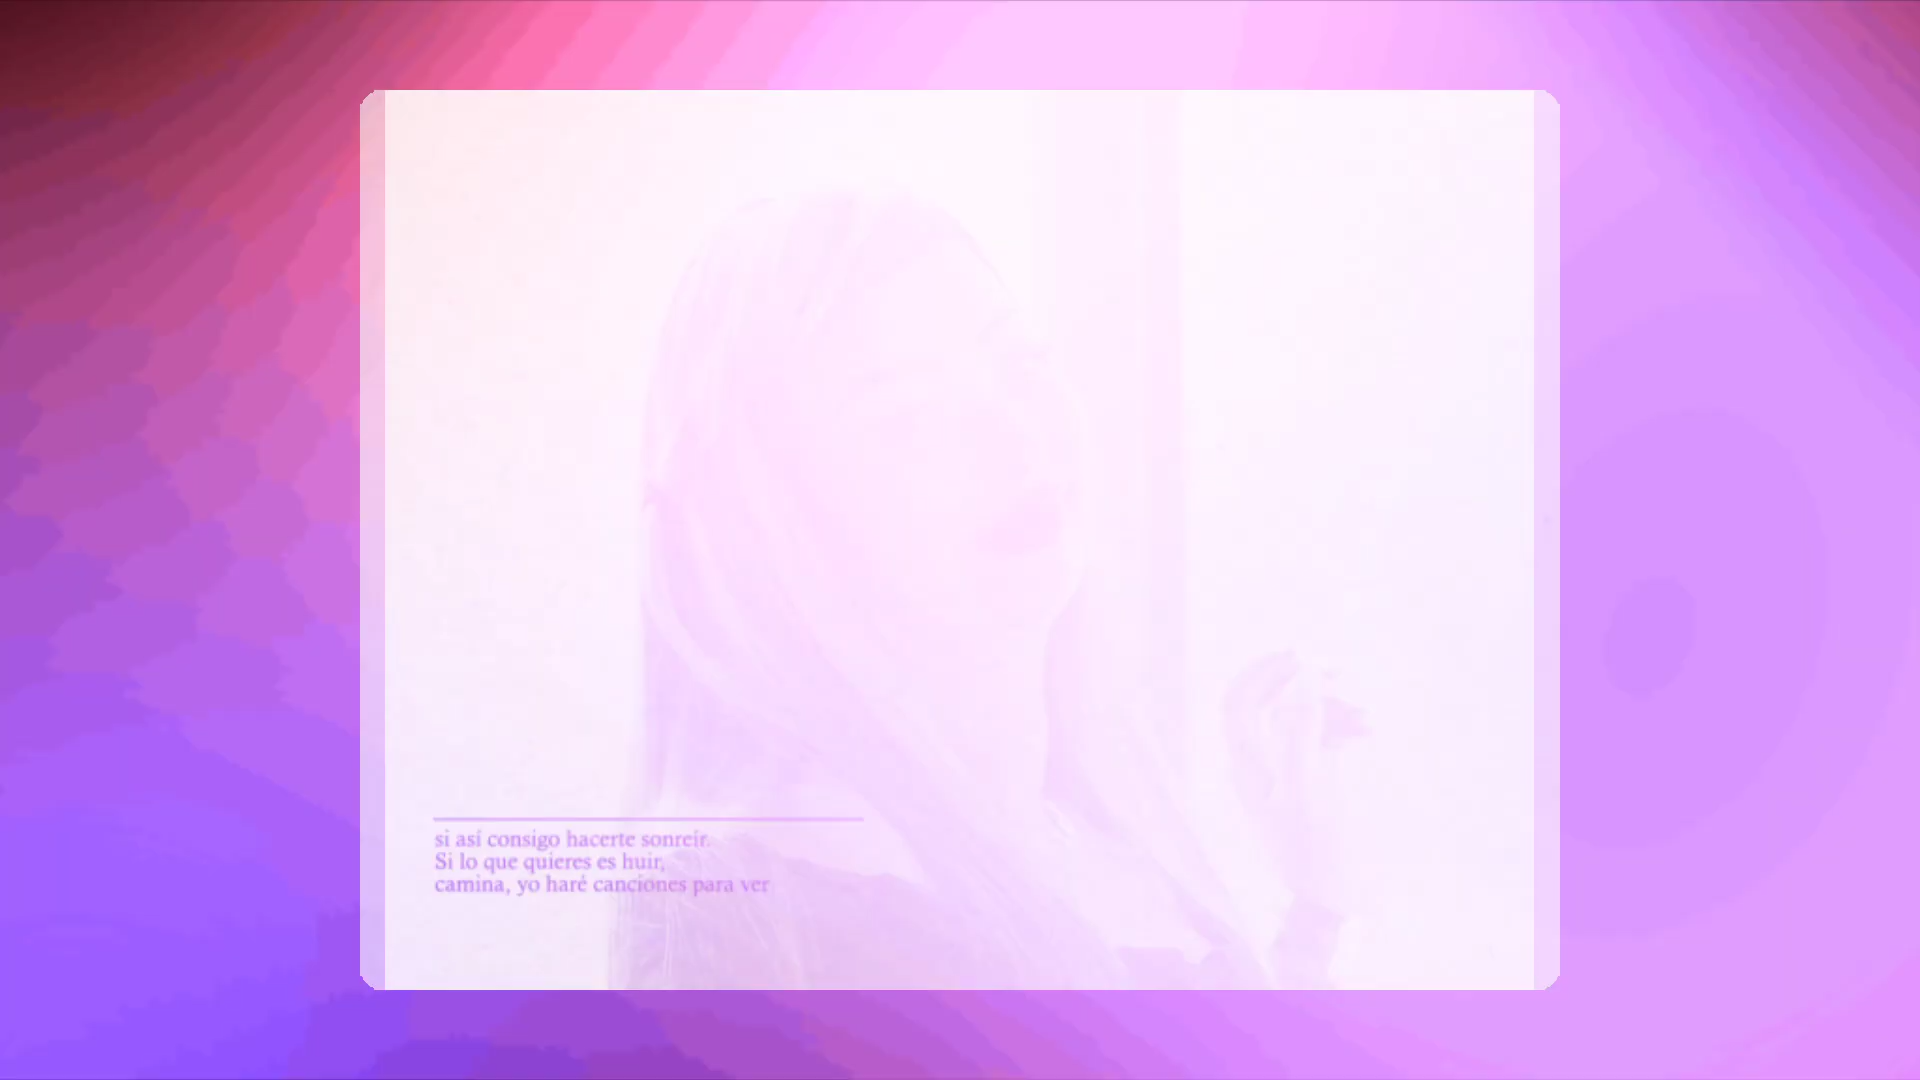 si así consigo hacerte sonreír.
Si lo que quieres es huir,
camina, yo haré canciones para ver